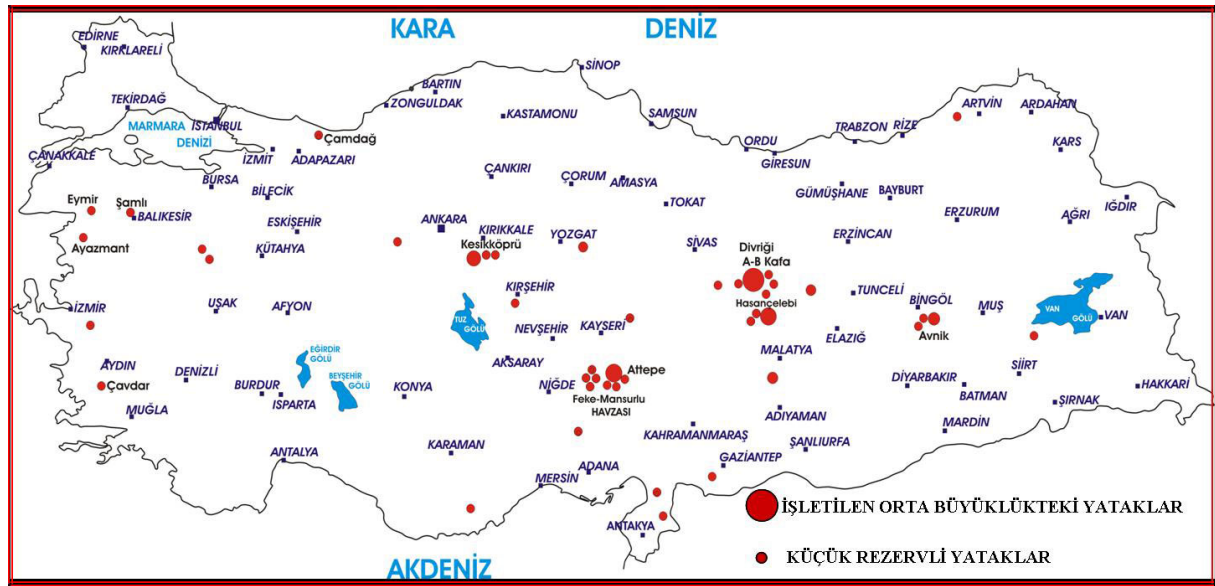 KARA DENİZ
EDİRNE
KIRKLARELİ
SİNOP
BARTIN
ZONGULDAK
TEKİRDAĞ
KASTAMONU
SAMSUN
ARTVİN
ARDAHAN
MARMARA
DENİZİ
İSTANBUL
Çamdağ
TRABZON
RİZE
ORDU
GİRESUN
KARS
ÇANAKKALE
İZMİT
ADAPAZARI
BURSA
BİLECİK
ÇANKIRI
ÇORUM
AMASYA
GÜMÜŞHANE
BAYBURT
Eymir
Şamlı
BALIKESİR
TOKAT
IĞDIR
ESKİŞEHİR
ANKARA
KIRIKKALE
YOZGAT
ERZURUM
AĞRI
Ayazmant
KÜTAHYA
Kesikköprü
SİVAS
Divriği
A-B Kafa
ERZİNCAN
KIRŞEHİR
TUNCELİ
Hasançelebi
BİNGÖL
MUŞ
VAN
GÖLÜ
VAN
İZMİR
UŞAK
AFYON
TUZ
GÖLÜ
NEVŞEHİR
KAYSERİ
ELAZIĞ
Avnik
EĞİRDİR
GÖLÜ
AKSARAY
MALATYA
AYDIN
DENİZLİ
BEYŞEHİR
GÖLÜ
Attepe
SİİRT
Çavdar
BURDUR
ISPARTA
KONYA
NİĞDE
Feke-Mansurlu
HAVZASI
DİYARBAKIR
BATMAN
HAKKARİ
ŞIRNAK
MUĞLA
ADIYAMAN
MARDİN
KAHRAMANMARAŞ
ŞANLIURFA
ANTALYA
KARAMAN
GAZİANTEP
MERSİN
ADANA
ANTAKYA
İŞLETİLEN ORTA BÜYÜKLÜKTEKİ YATAKLAR
KÜÇÜK REZERVLİ YATAKLAR
AKDENİZ